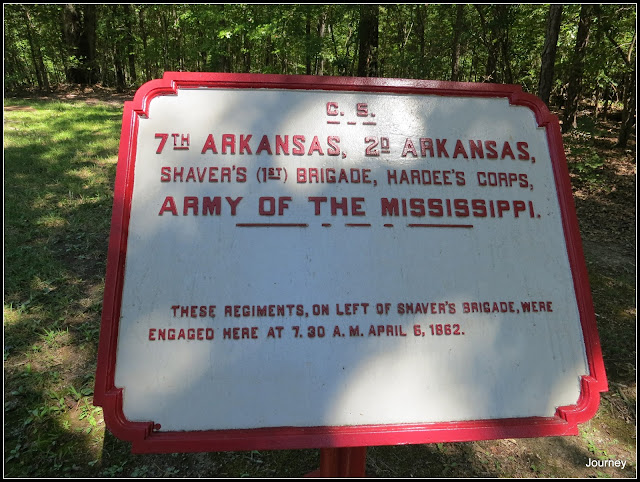 C. S.
7TH ARKANSAS, 2D ARKANSAS,
SHAVER'S (1ST) BRIGADE, HARDEE'S CORPS,
ARMY OF THE MISSISSIPPI.
THESE REGIMENTS, ON LEFT OF SHAVER'S BRIGADE, WERE
ENGAGED HERE AT 7.30 A.M. APRIL 6, 1862.
Journey